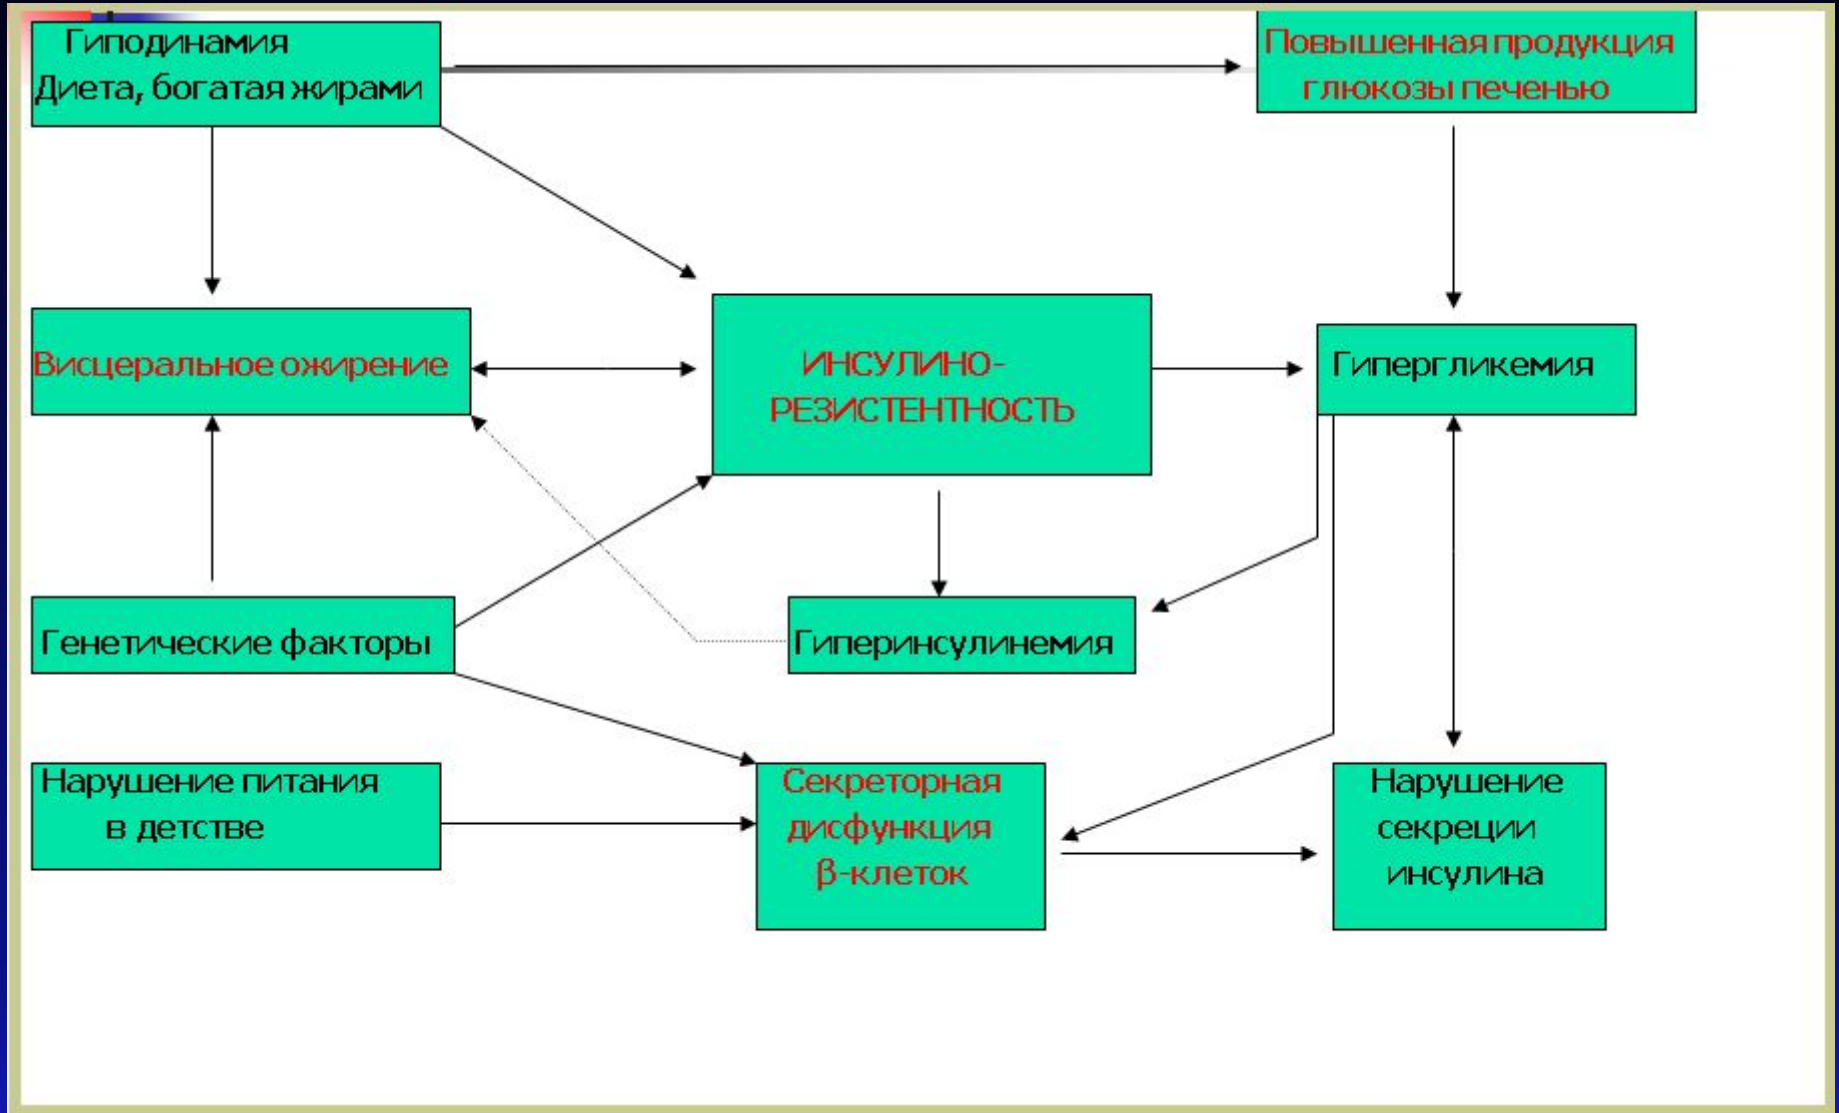 Гиподинамия
Диета, богатая жирами
Повышенная продукция
глюкозы печенью
Висцеральное ожирение
ИНСУЛИНО-
РЕЗИСТЕНТНОСТЬ
Гипергликемия
Генетические факторы
Гиперинсулинемия
Нарушение питания
в детстве
Секреторная
дисфункция
β-клеток
Нарушение
секреции
инсулина